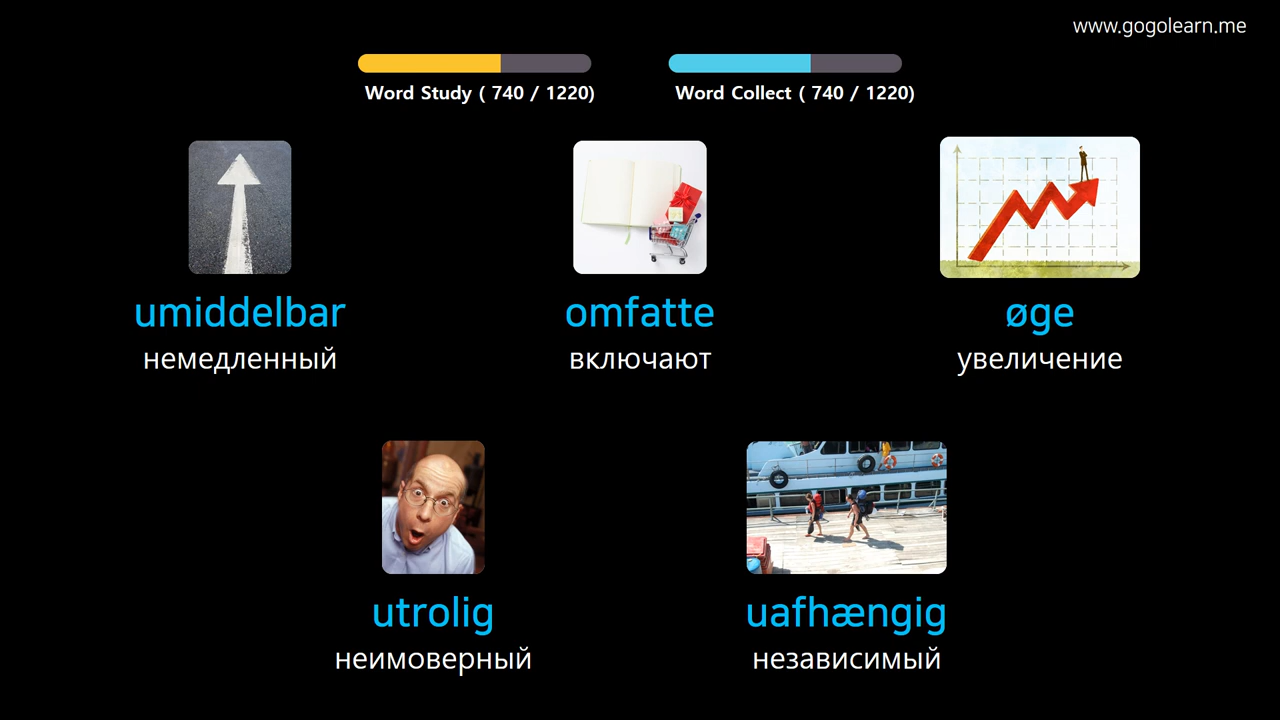 www.gogolearn.me
Word Study ( 740 / 1220)
Word Collect ( 740 / 1220)
umiddelbar
немедленный
omfatte
включают
øge
увеличение
utrolig
неимоверный
uafhængig
независимый